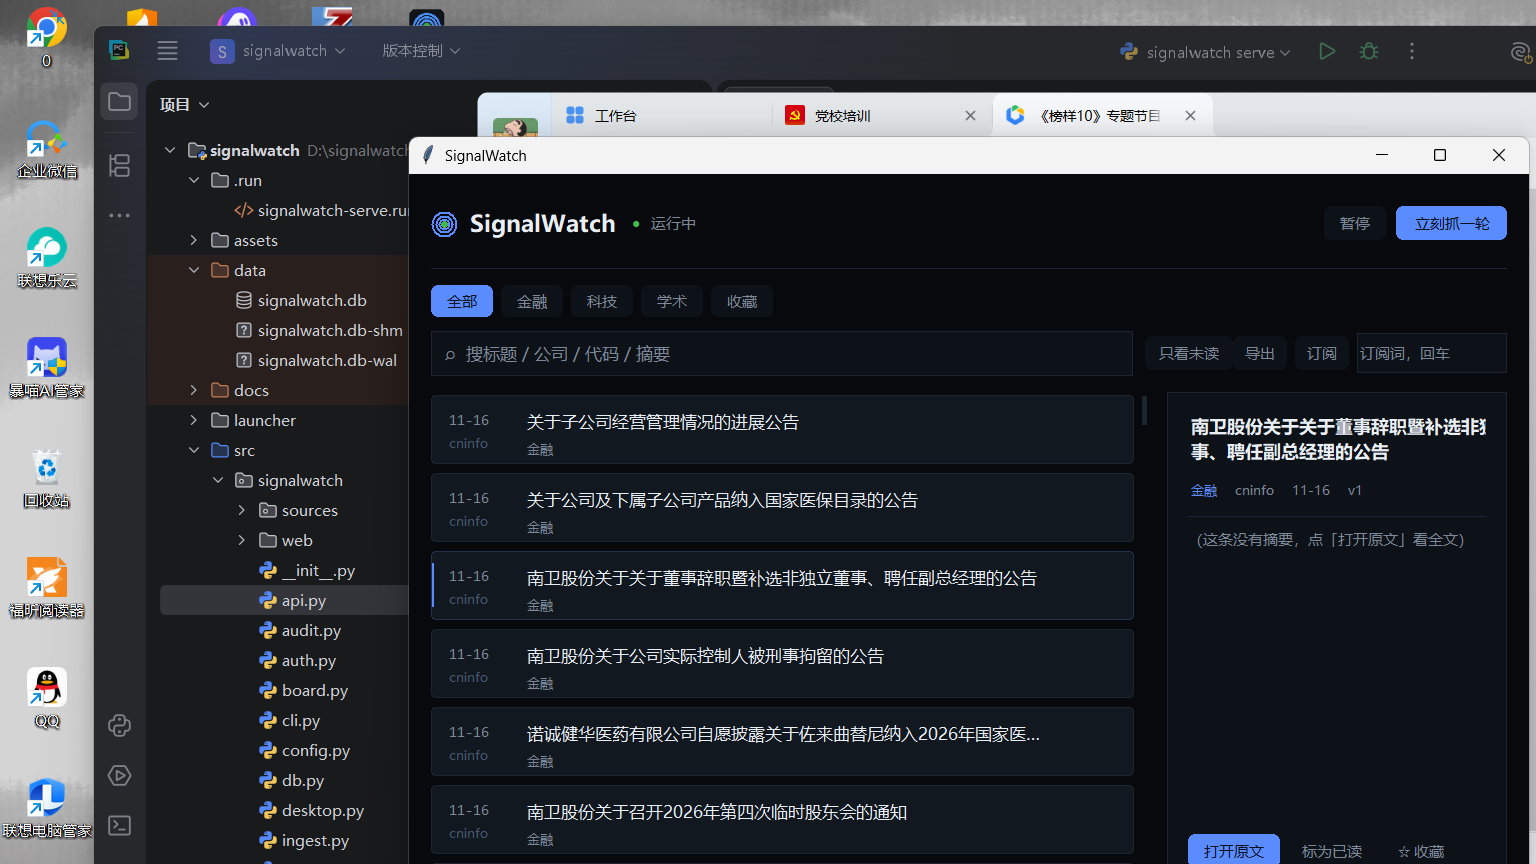 0
企业微信
联想乐云
暴喵AI管家
回收站
福昕阅读器
QQ
联想电脑管家
PC
S
signalwatch
版本控制
signalwatch serve
项目
signalwatch D:\signalwatch
.run
signalwatch-serve.run
assets
data
signalwatch.db
signalwatch.db-shm
signalwatch.db-wal
docs
launcher
src
signalwatch
sources
web
__init__.py
api.py
audit.py
auth.py
board.py
cli.py
config.py
db.py
desktop.py
ingest.py
工作台
党校培训
《榜样10》专题节目
SignalWatch
SignalWatch
运行中
暂停
立刻抓一轮
全部
金融
科技
学术
收藏
搜标题 / 公司 / 代码 / 摘要
只看未读
导出
订阅
订阅词，回车
11-16
关于子公司经营管理情况的进展公告
cninfo
金融
11-16
关于公司及下属子公司产品纳入国家医保目录的公告
cninfo
金融
11-16
南卫股份关于关于董事辞职暨补选非独立董事、聘任副总经理的公告
cninfo
金融
11-16
南卫股份关于公司实际控制人被刑事拘留的公告
cninfo
金融
11-16
诺诚健华医药有限公司自愿披露关于佐来曲替尼纳入2026年国家医...
cninfo
金融
11-16
南卫股份关于召开2026年第四次临时股东会的通知
cninfo
金融
南卫股份关于关于董事辞职暨补选非
事、聘任副总经理的公告
金融 cninfo 11-16 v1
(这条没有摘要，点「打开原文」看全文)
打开原文
标为已读
☆ 收藏